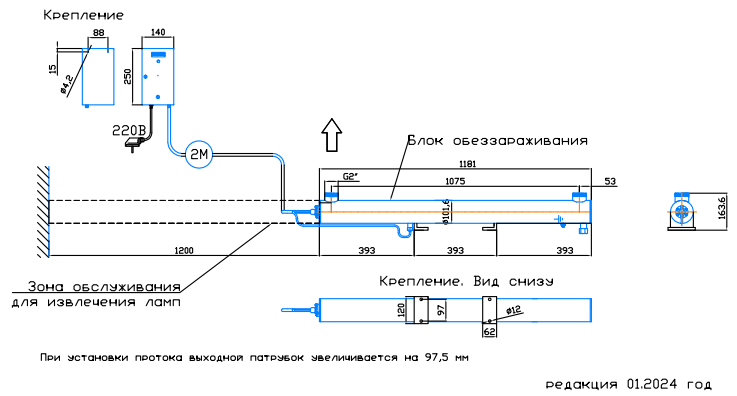 Крепление
88
140
15
ø4,2
250
220В
2М
Блок обеззараживания
1181
G2"
1075
53
ø101,6
163,6
1200
393
393
393
Зона обслуживания
для извлечения ламп
Крепление. Вид снизу
120
97
ø12
62
При установки протока выходной патрубок увеличивается на 97,5 мм
редакция 01.2024 год